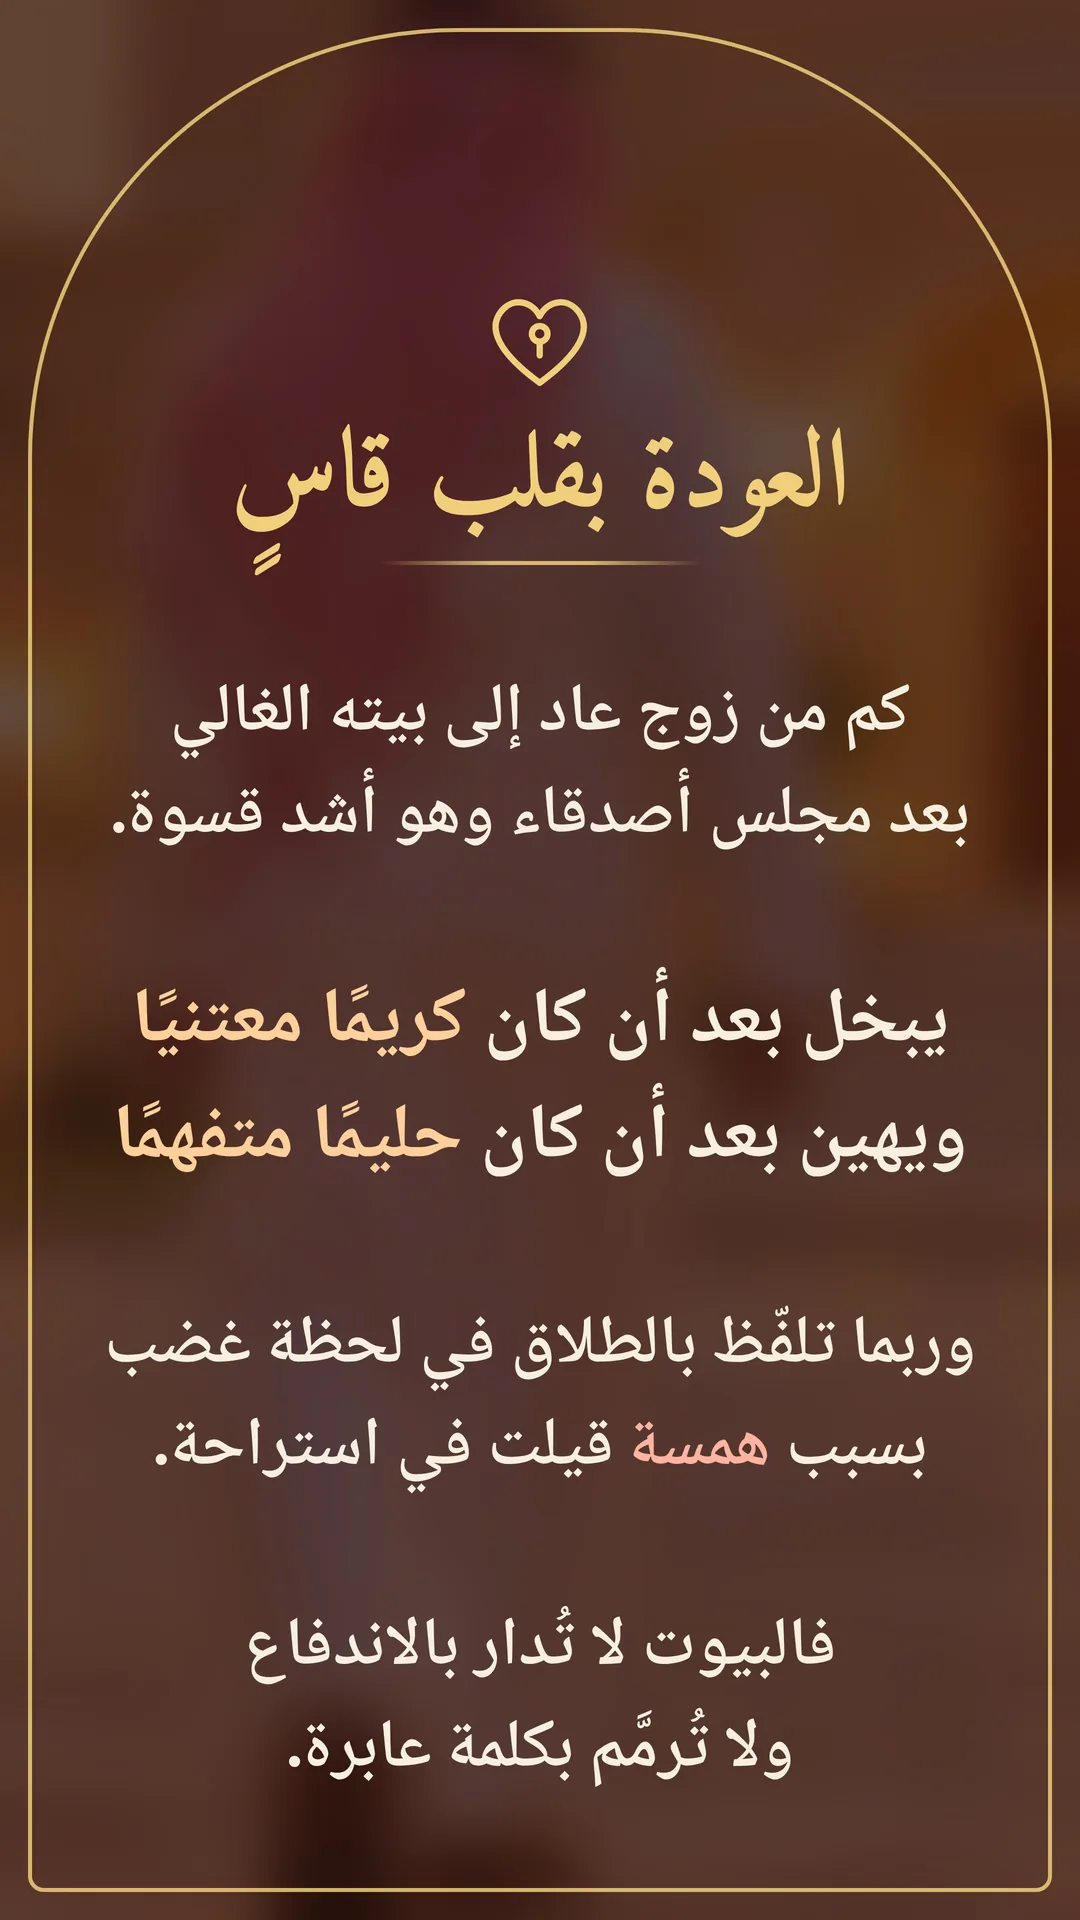 العودة بقلب قاسٍ
كم من زوج عاد إلى بيته الغالي
بعد مجلس أصدقاء وهو أشد قسوة.
يبخل بعد أن كان كريمًا معتنيًا
ويهين بعد أن كان حليمًا متفهمًا
وربما تلفّظ بالطلاق في لحظة غضب
بسبب همسة قيلت في استراحة.
فالبيوت لا تُدار بالاندفاع
ولا تُرمَّم بكلمة عابرة.